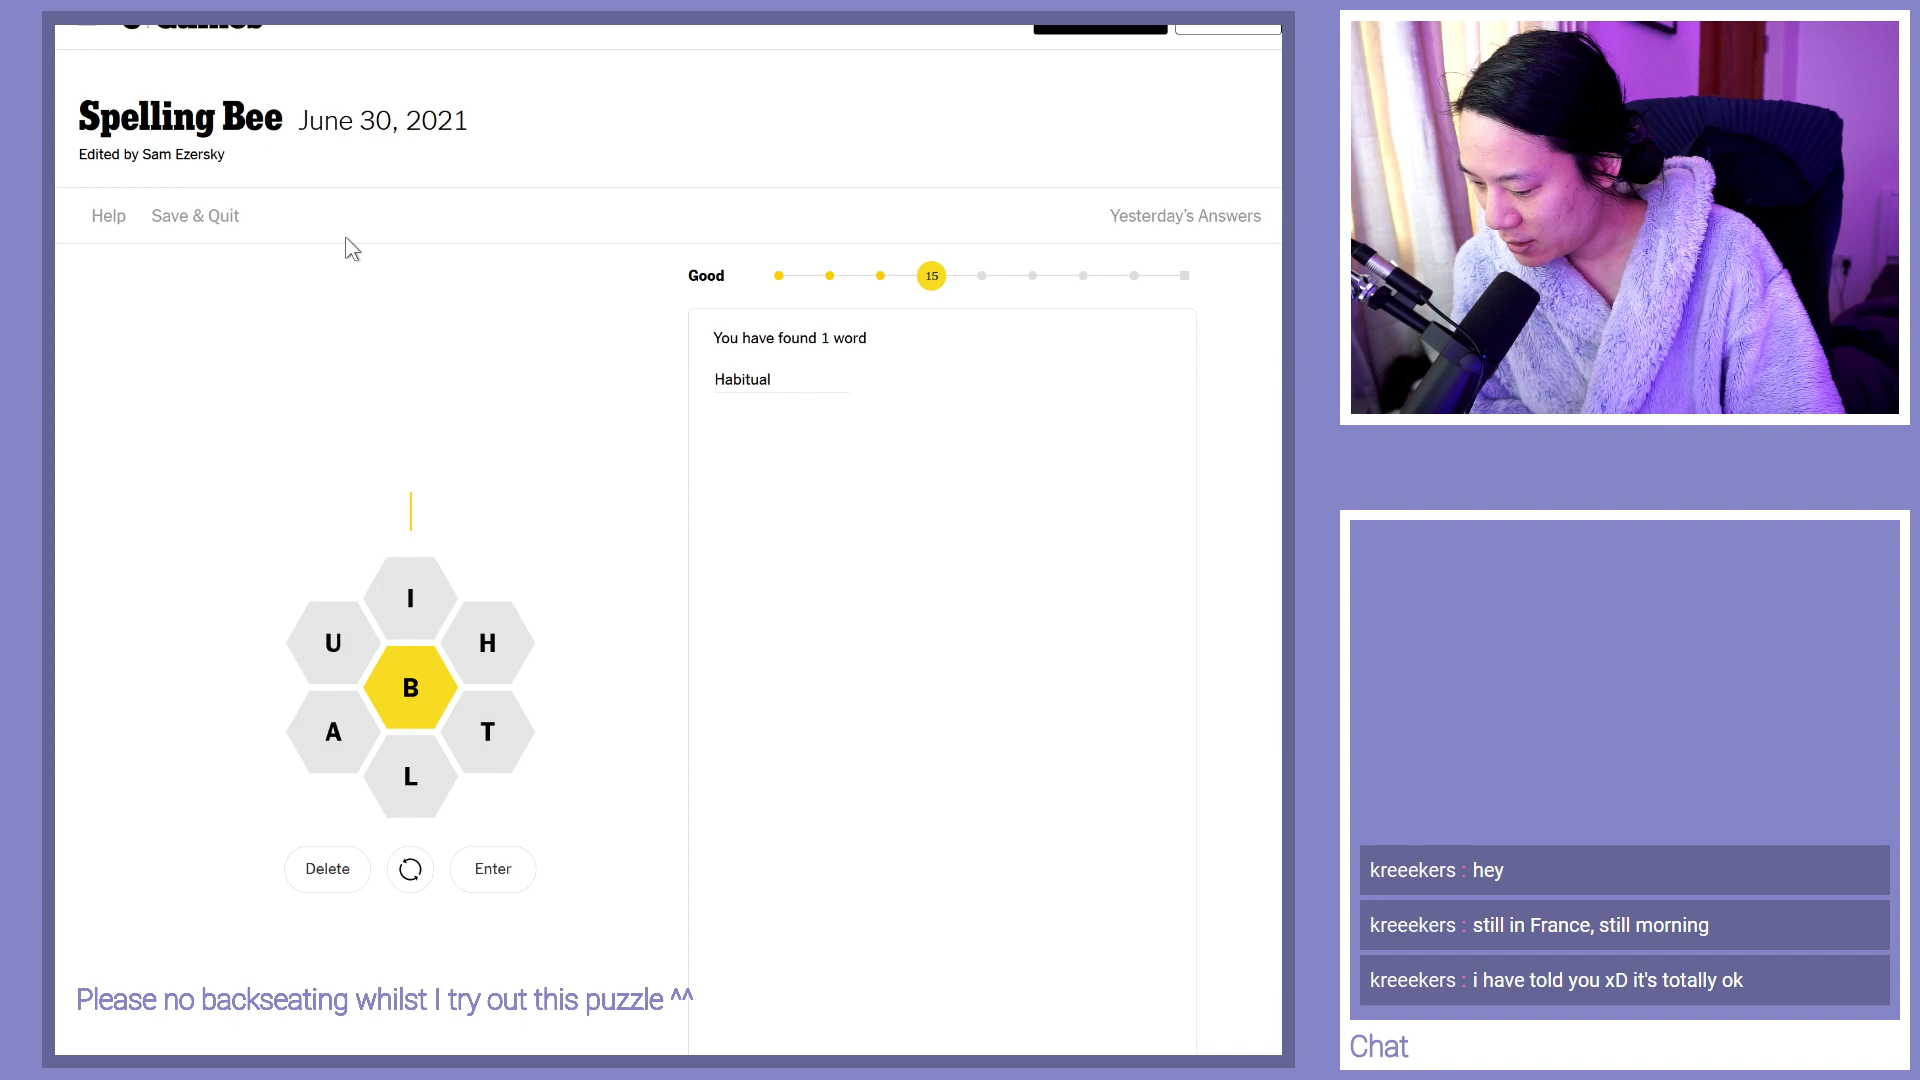 Games
Spelling Bee June 30, 2021
Edited by Sam Ezersky
Help Save & Quit Yesterday's Answers
Good 15
You have found 1 word
Habitual
I
U H
B
A T
L
Delete Enter
Please no backseating whilst I try out this puzzle ^^
kreeekers : hey
kreeekers : still in France, still morning
kreeekers : i have told you xD it's totally ok
Chat